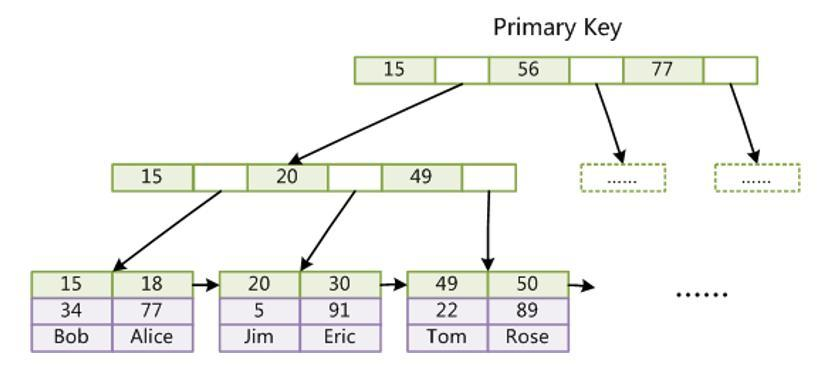 Primary Key
15 56 77
15 20 49
...... ......
15 18 20 30 49 50
34 77 5 91 22 89
Bob Alice Jim Eric Tom Rose
......